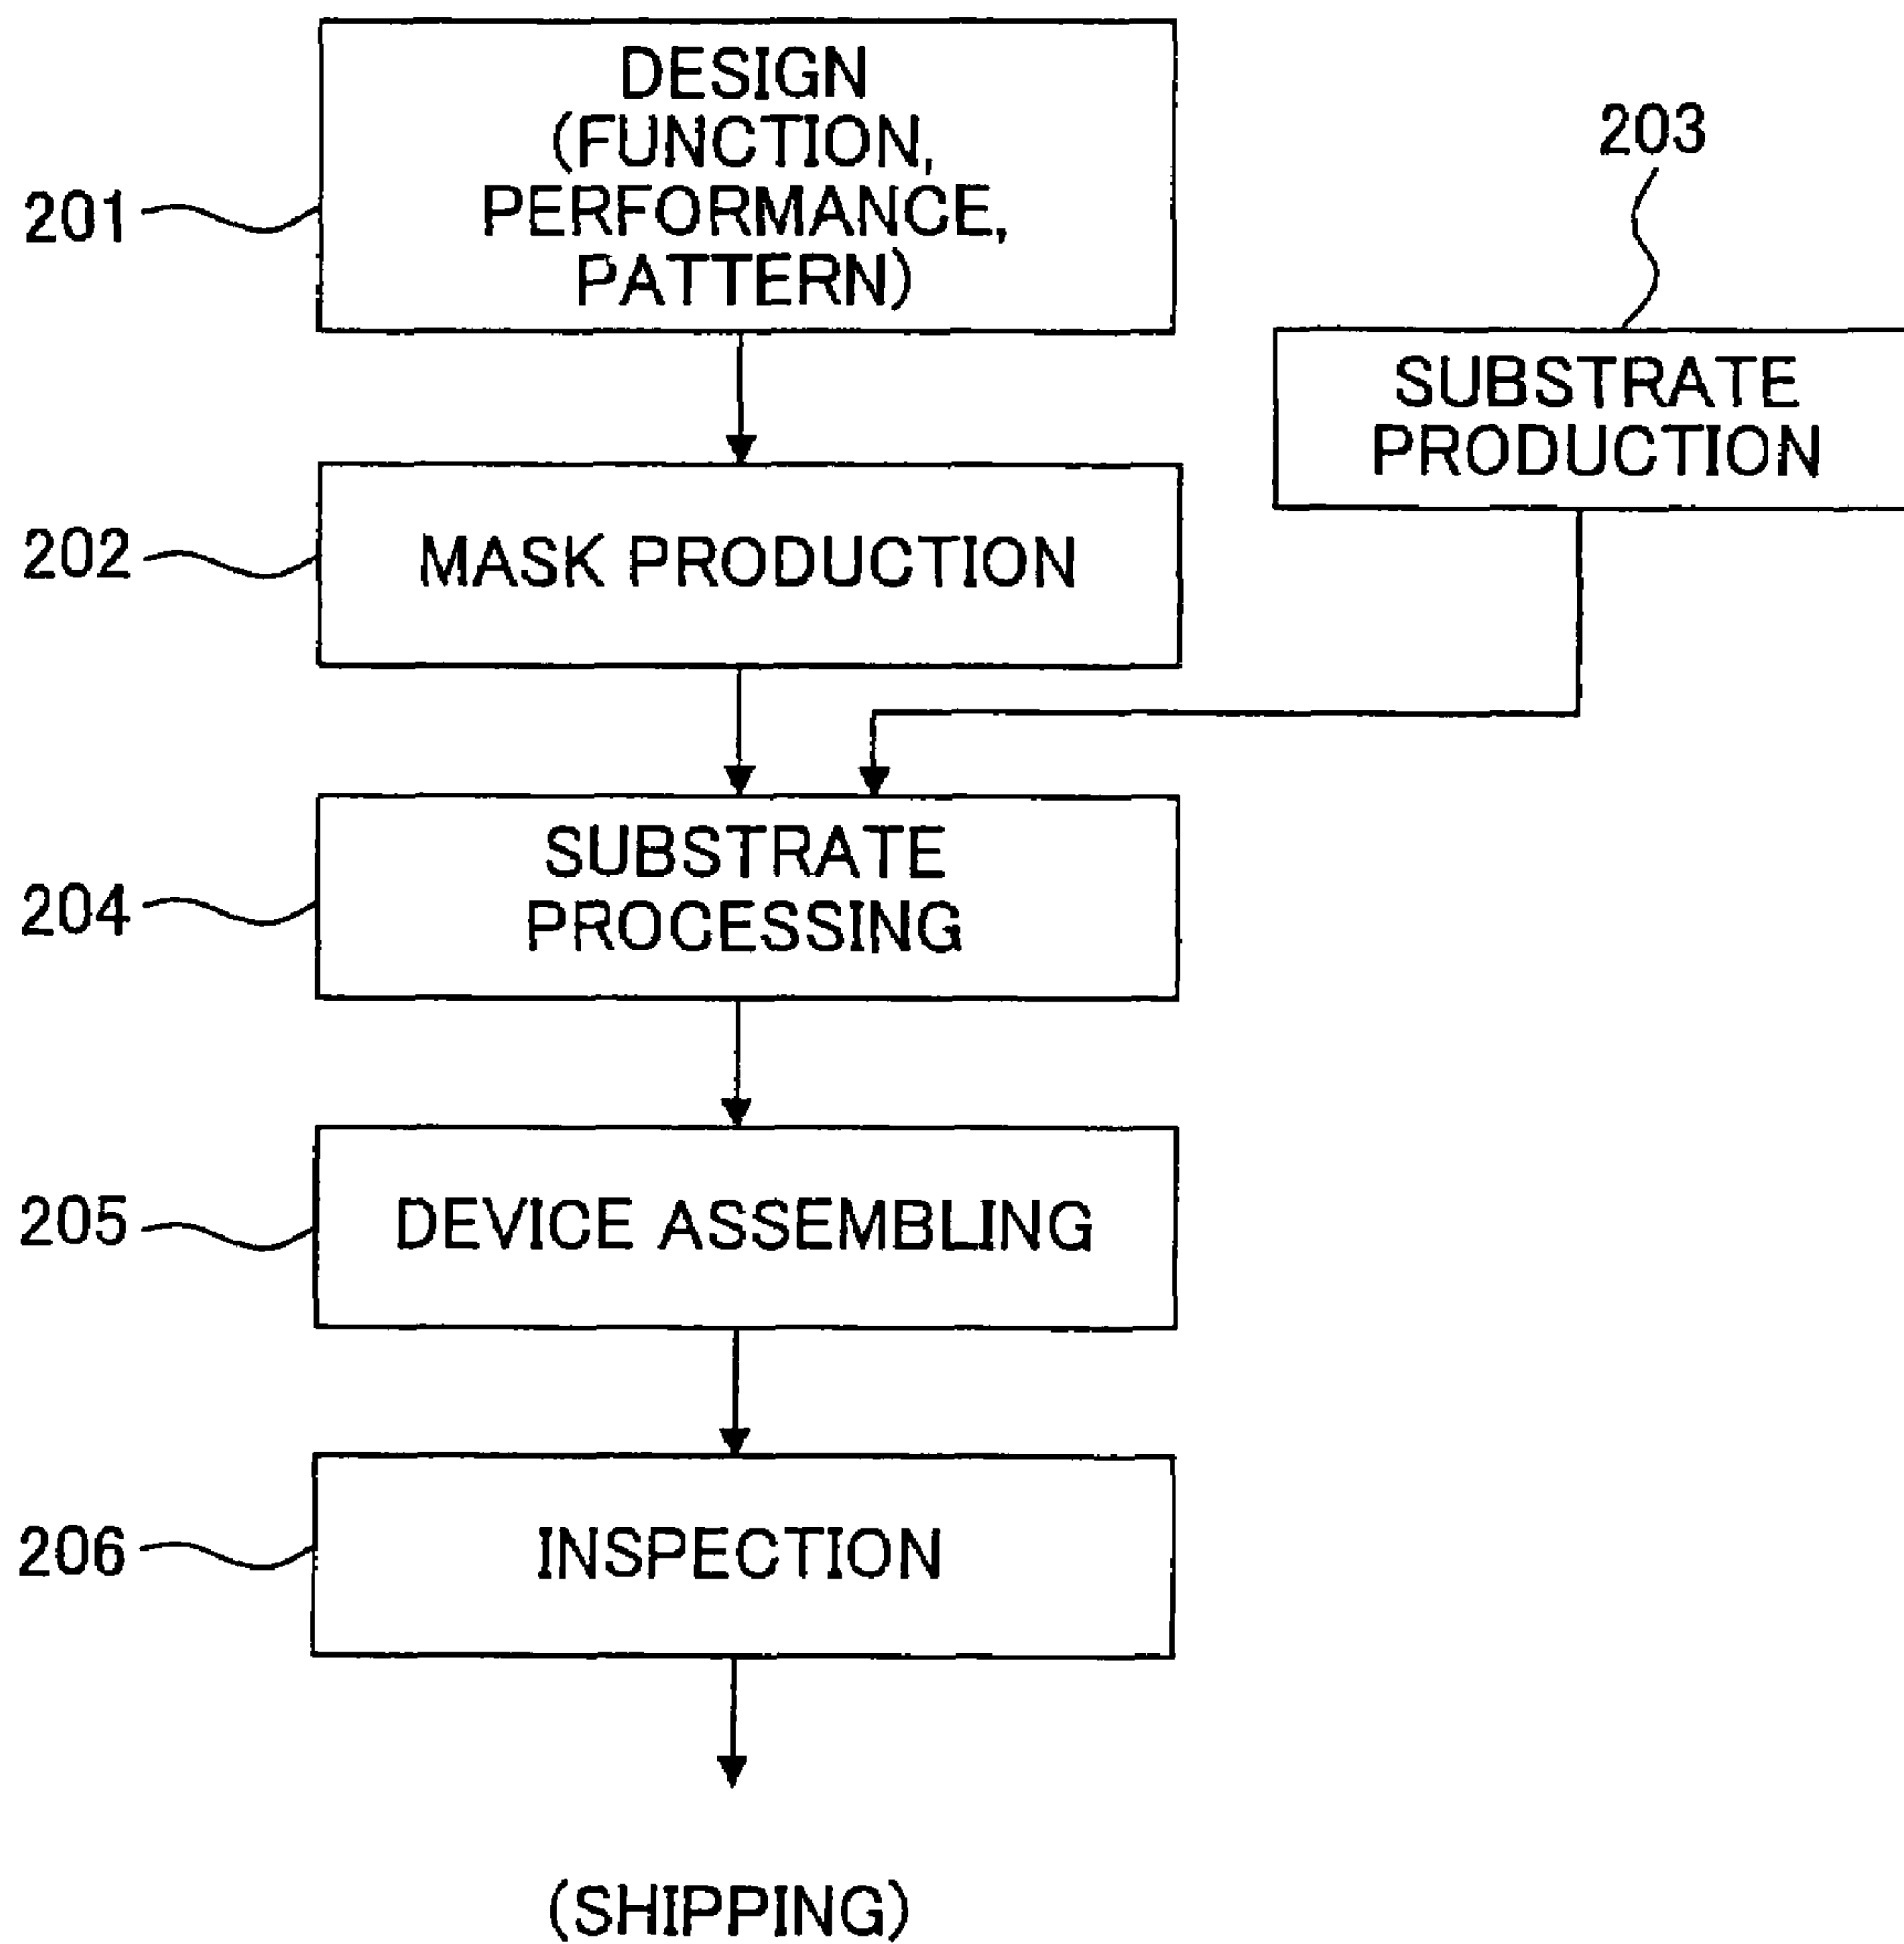 DESIGN
(FUNCTION,
PERFORMANCE,
PATTERN)
201
203
SUBSTRATE
PRODUCTION
202
MASK PRODUCTION
204
SUBSTRATE
PROCESSING
205
DEVICE ASSEMBLING
206
INSPECTION
(SHIPPING)